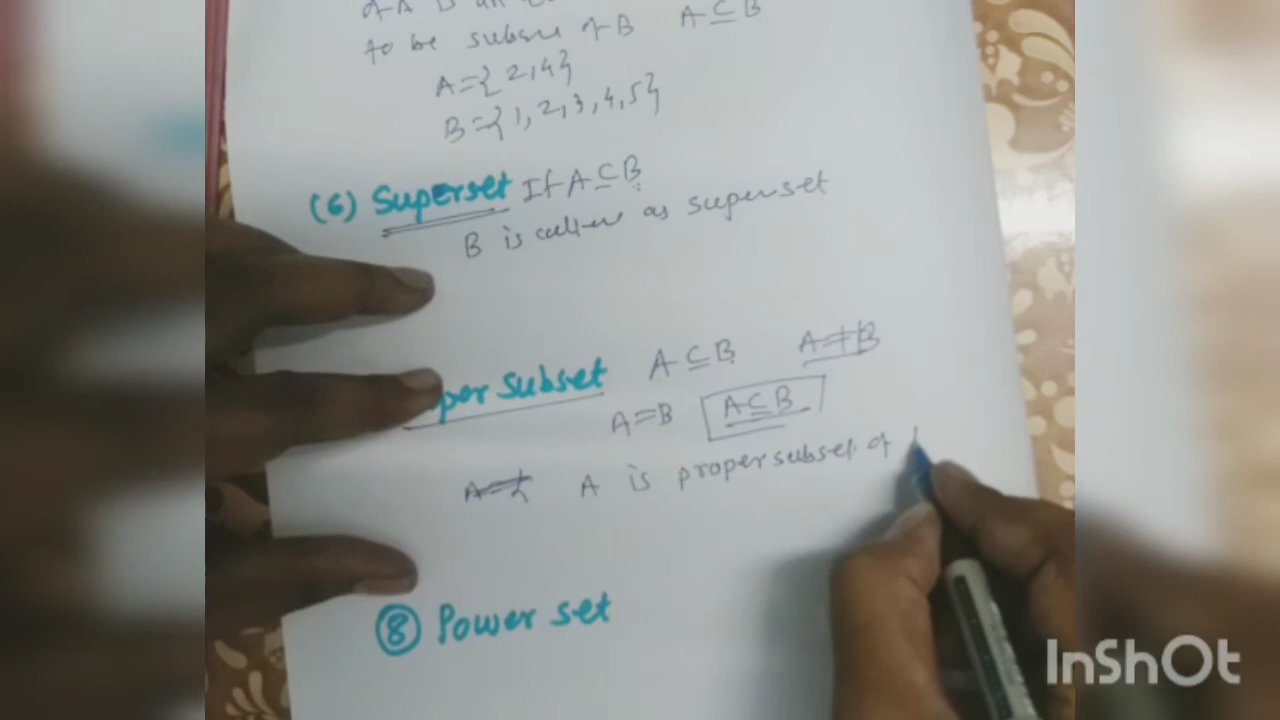 to be subset of B A ⊆ B
A={2,4}
B={1,2,3,4,5}
(6) Superset If A⊆B
B is called as superset
per Subset A ⊆ B A≠B
A=B A⊆B
A is proper subset of
⑧ Power set
InShOt